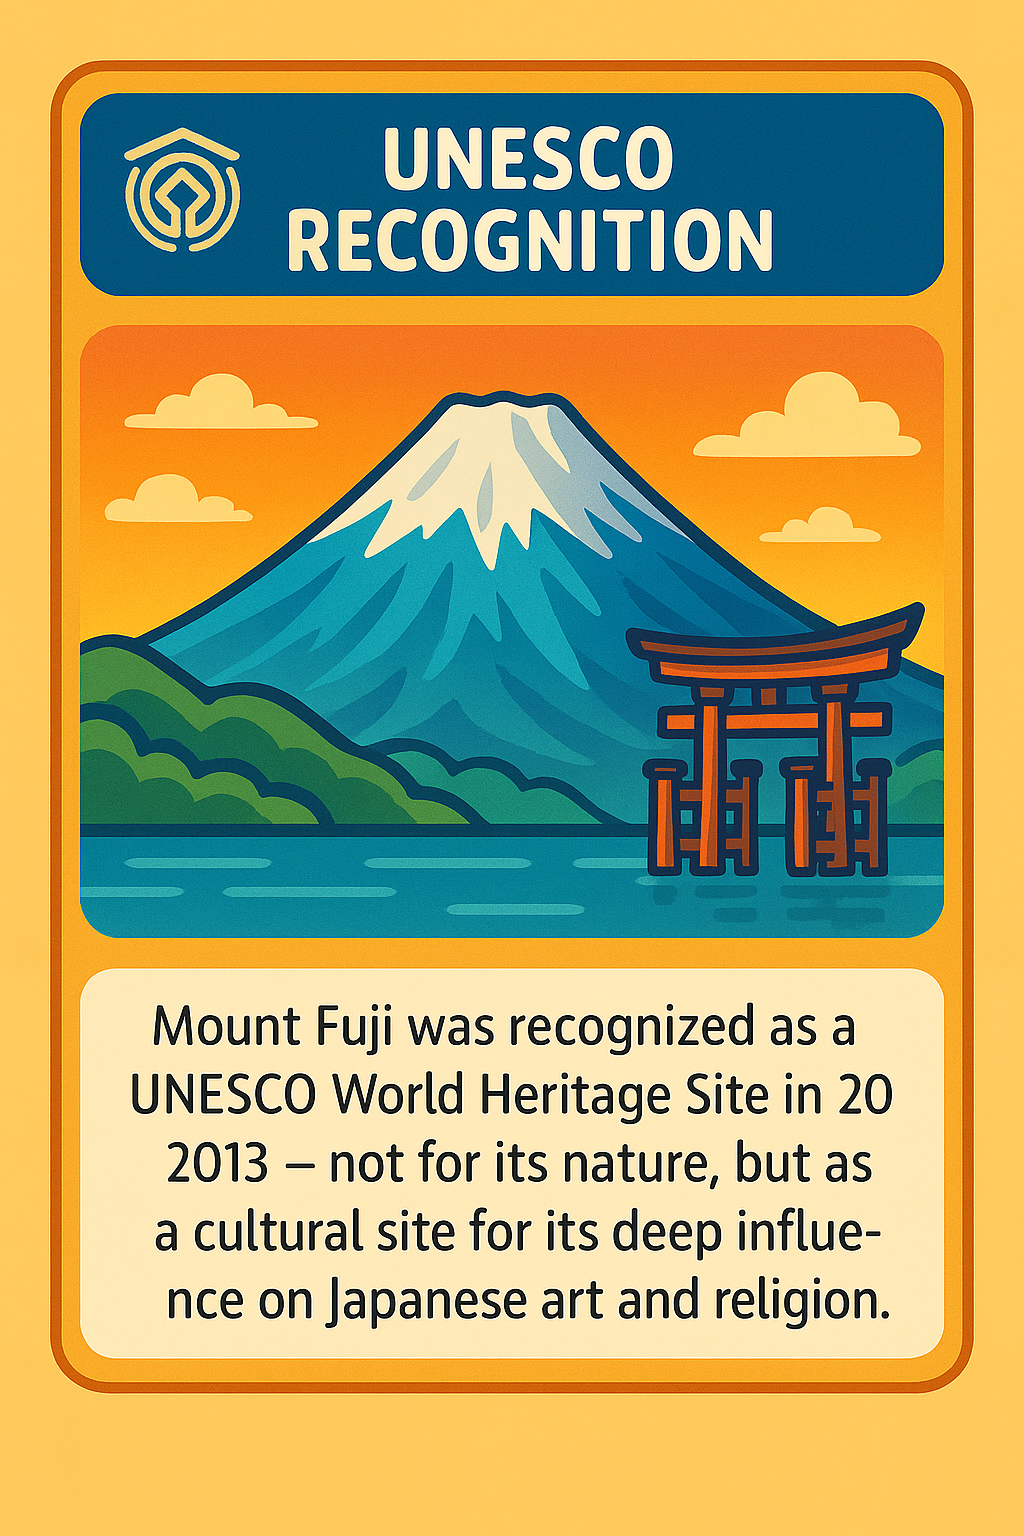 UNESCO
RECOGNITION
Mount Fuji was recognized as a
UNESCO World Heritage Site in 20
2013 – not for its nature, but as
a cultural site for its deep influe-
nce on Japanese art and religion.